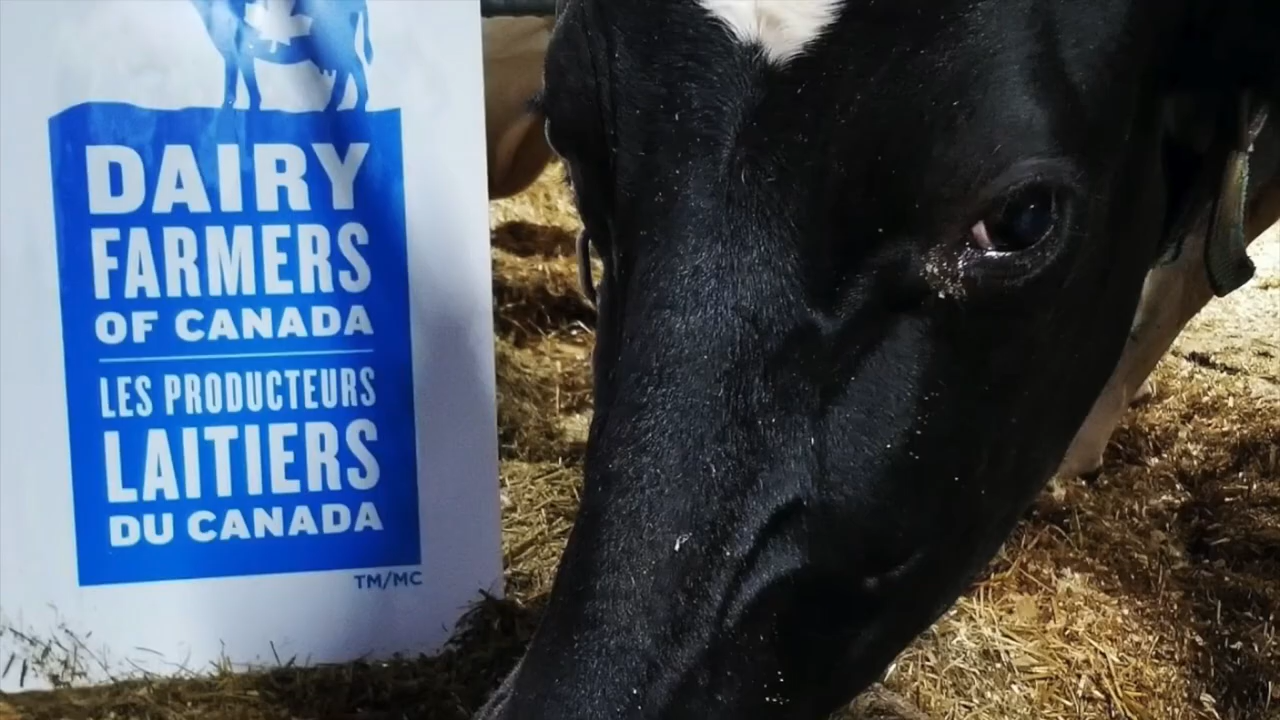 DAIRY
FARMERS
OF CANADA
LES PRODUCTEURS
LAITIERS
DU CANADA
TM/MC